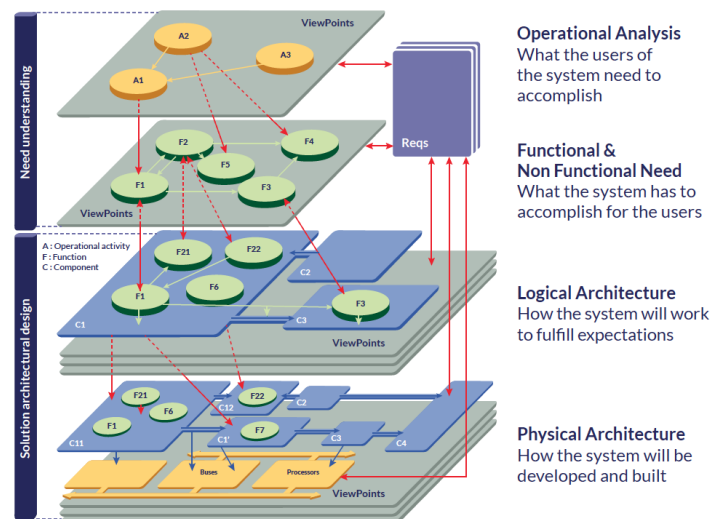 Need understanding
ViewPoints
A2
A3
A1
Reqs
Operational Analysis
What the users of
the system need to
accomplish
F2
F4
F5
F1
F3
ViewPoints
Functional &
Non Functional Need
What the system has to
accomplish for the users
Solution architectural design
A : Operational activity
F : Function
C : Component
F21
F22
C2
F1
F6
F3
C1
C3
ViewPoints
Logical Architecture
How the system will work
to fulfill expectations
F21
F22
C2
F6
C12
F1
F7
C11
C1'
C3
C4
Buses
Processors
ViewPoints
Physical Architecture
How the system will be
developed and built